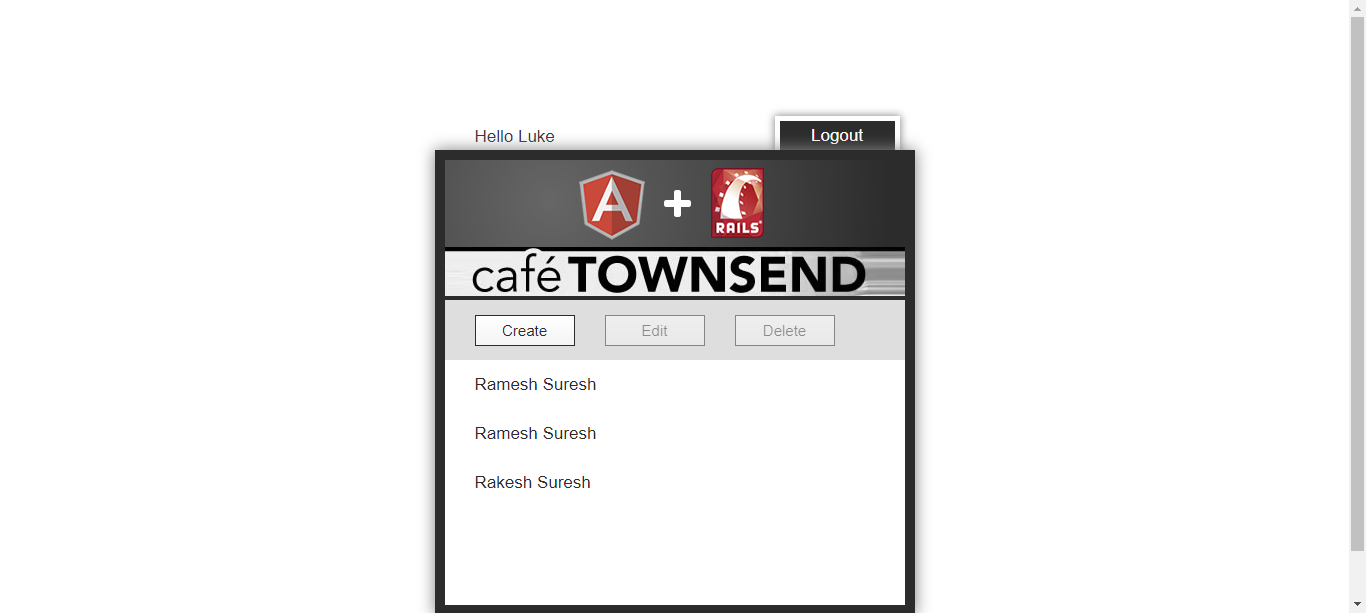 Hello Luke
Logout
A + RAILS
café TOWNSEND
Create Edit Delete
Ramesh Suresh
Ramesh Suresh
Rakesh Suresh